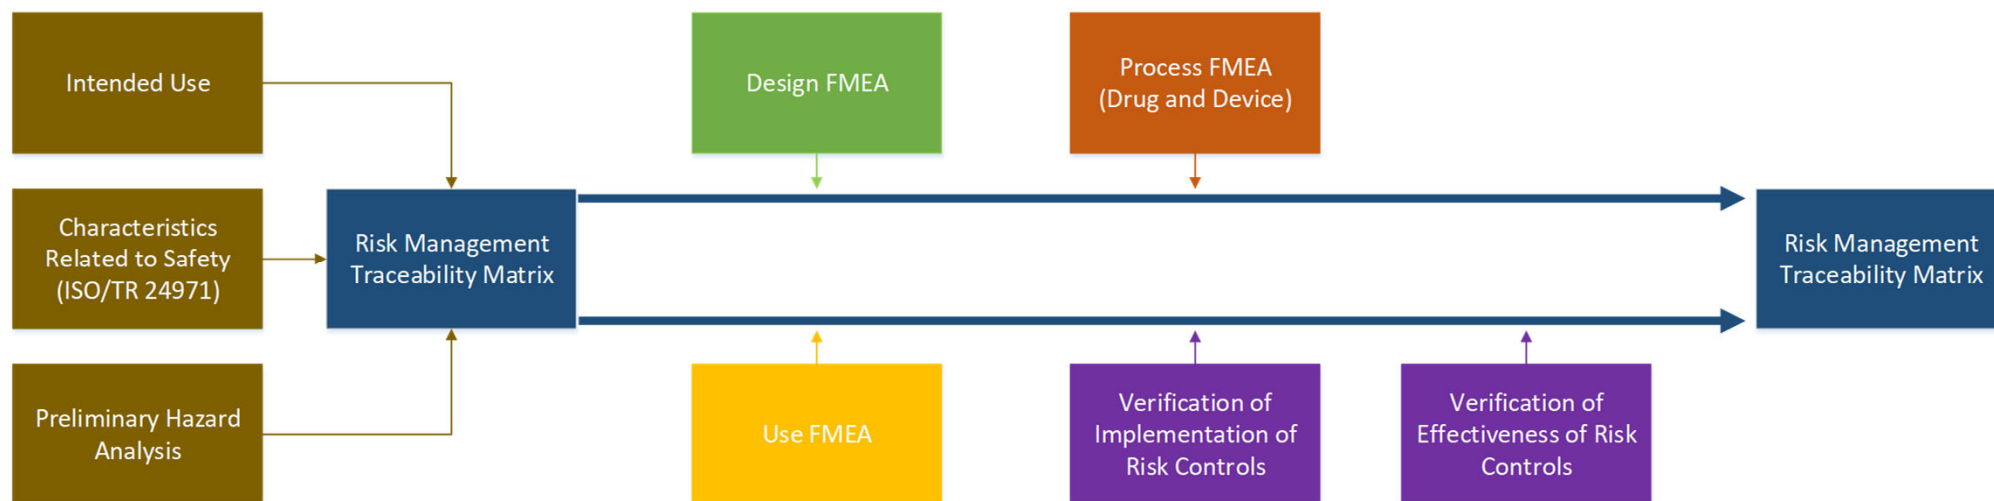 Intended Use
Characteristics
Related to Safety
(ISO/TR 24971)
Preliminary Hazard
Analysis
Risk Management
Traceability Matrix
Design FMEA
Use FMEA
Process FMEA
(Drug and Device)
Verification of
Implementation of
Risk Controls
Verification of
Effectiveness of Risk
Controls
Risk Management
Traceability Matrix